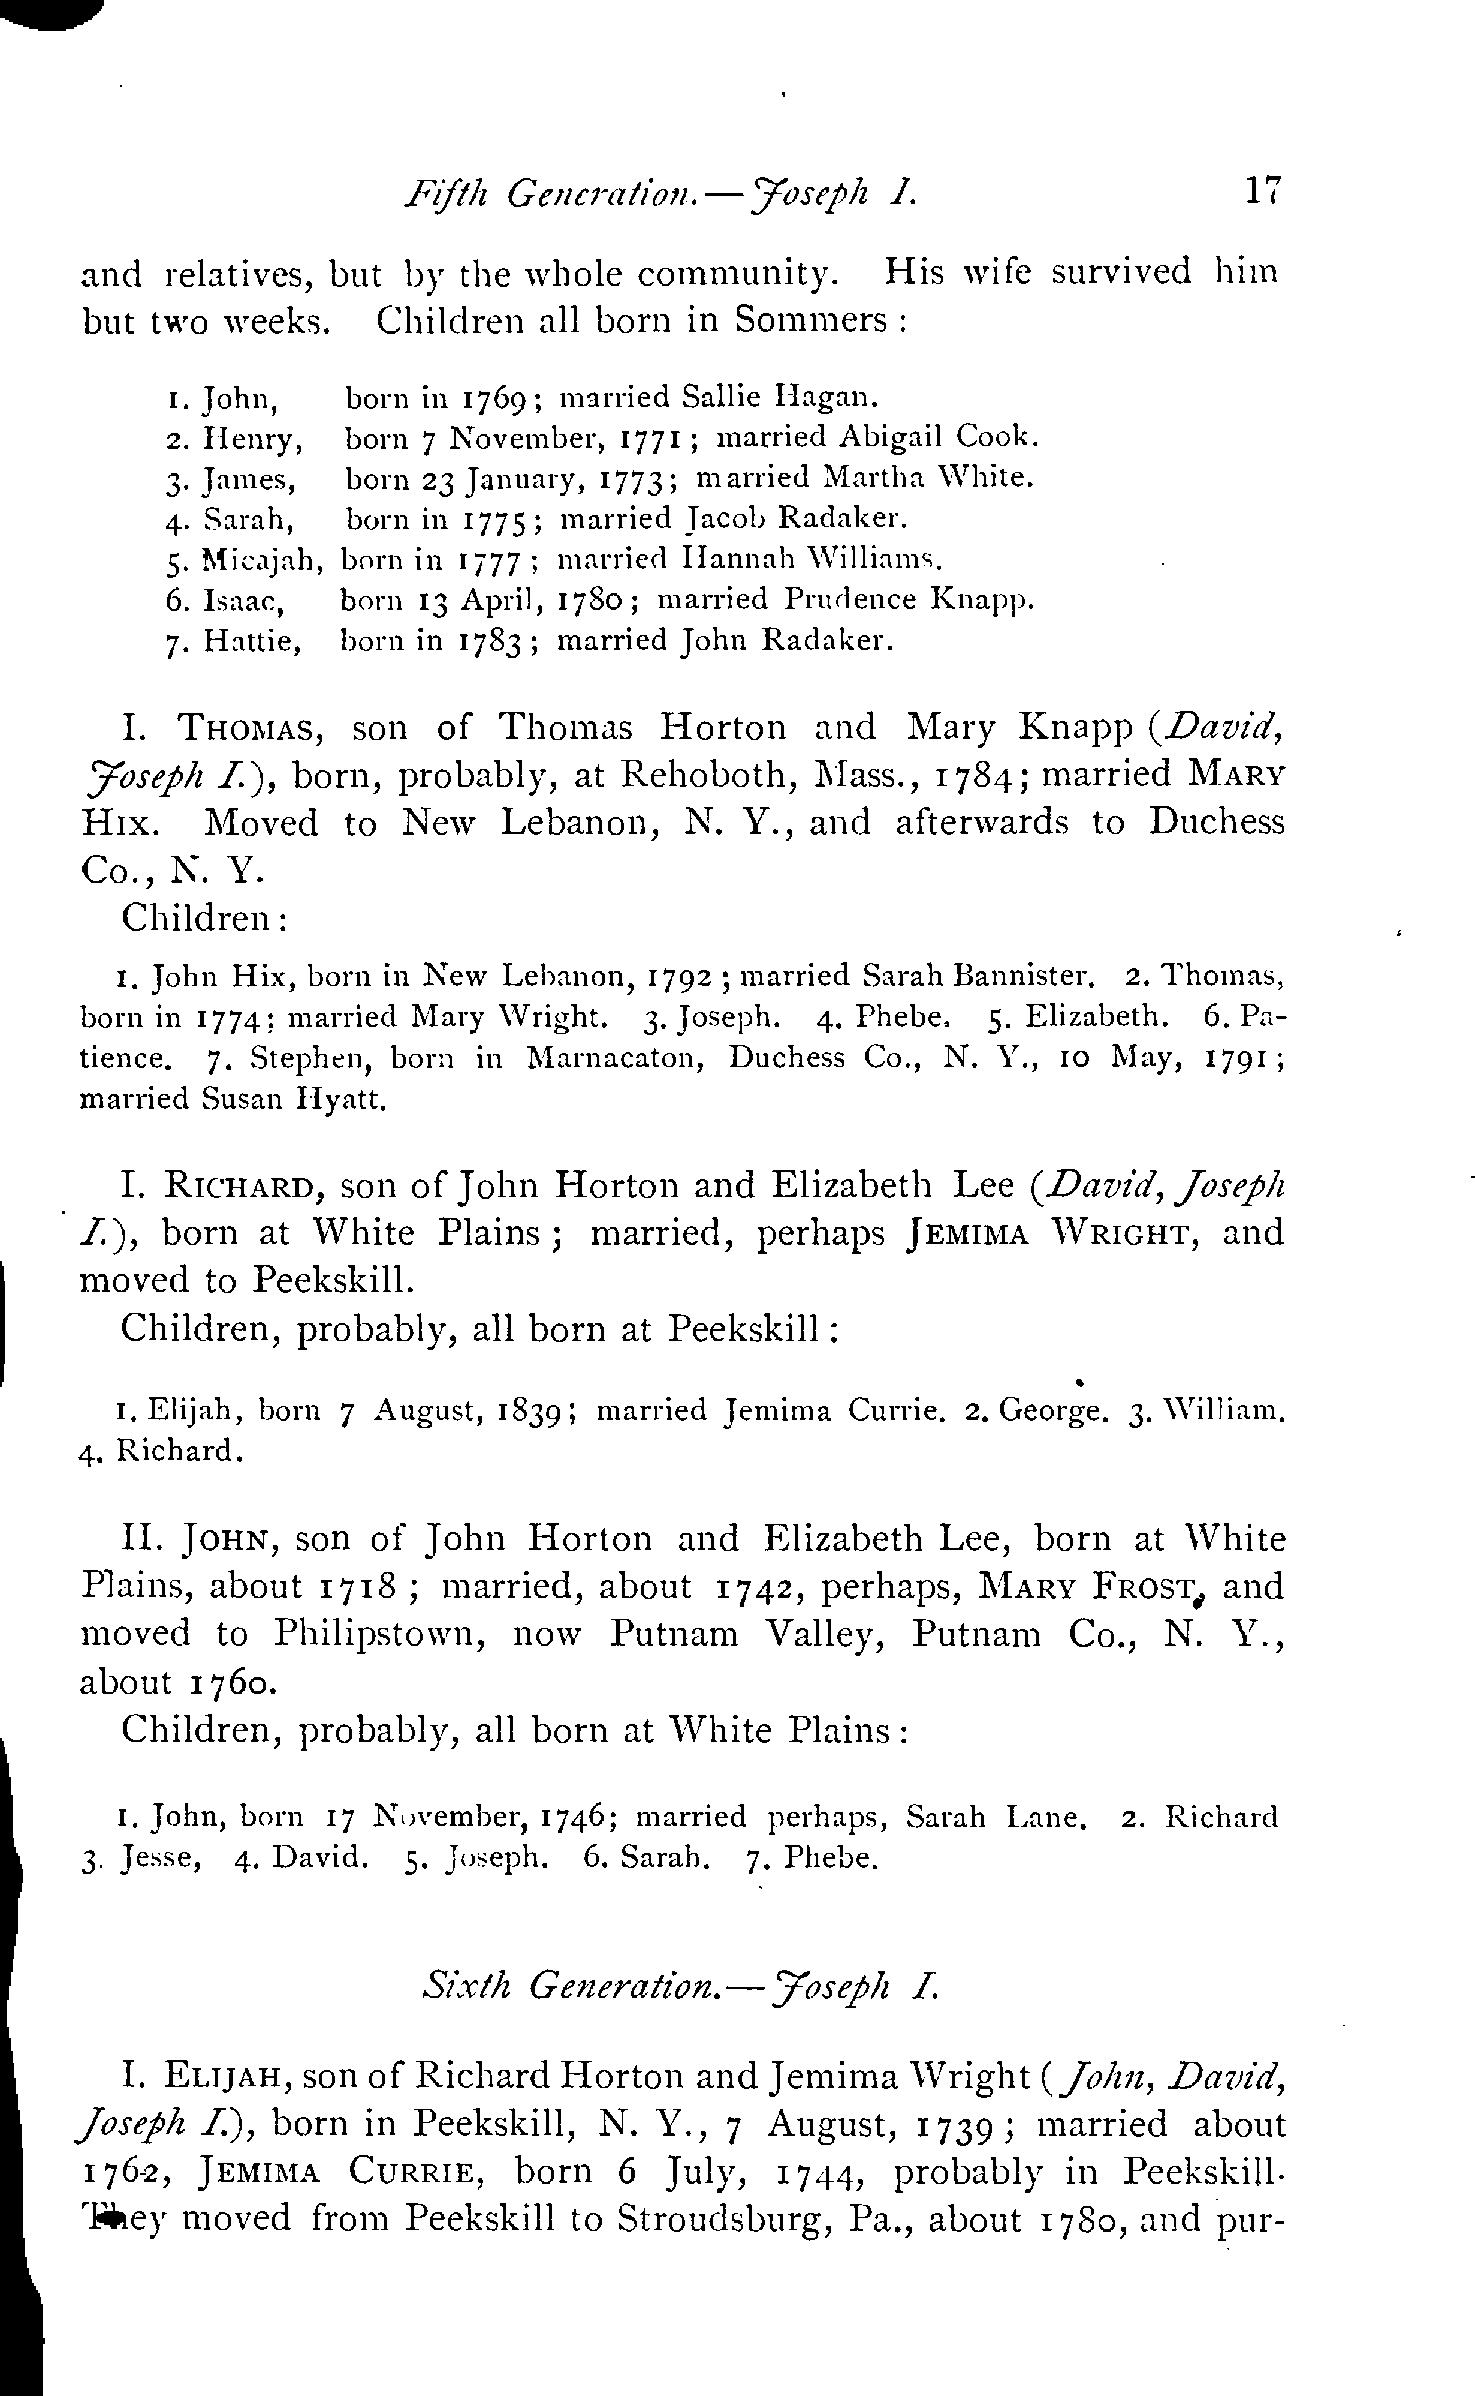 Fifth Generation.—Joseph I. 17
and relatives, but by the whole community. His wife survived him
but two weeks. Children all born in Sommers :
1. John, born in 1769; married Sallie Hagan.
2. Henry, born 7 November, 1771; married Abigail Cook.
3. James, born 23 January, 1773; married Martha White.
4. Sarah, born in 1775; married Jacob Radaker.
5. Micajah, born in 1777; married Hannah Williams.
6. Isaac, born 13 April, 1780; married Prudence Knapp.
7. Hattie, born in 1783; married John Radaker.
I. THOMAS, son of Thomas Horton and Mary Knapp (David,
Joseph I.), born, probably, at Rehoboth, Mass., 1784; married MARY
HIX. Moved to New Lebanon, N. Y., and afterwards to Duchess
Co., N. Y.
Children :
1. John Hix, born in New Lebanon, 1792; married Sarah Bannister. 2. Thomas,
born in 1774; married Mary Wright. 3. Joseph. 4. Phebe. 5. Elizabeth. 6. Pa-
tience. 7. Stephen, born in Marnacaton, Duchess Co., N. Y., 10 May, 1791;
married Susan Hyatt.
I. RICHARD, son of John Horton and Elizabeth Lee (David, Joseph
I.), born at White Plains; married, perhaps JEMIMA WRIGHT, and
moved to Peekskill.
Children, probably, all born at Peekskill :
1. Elijah, born 7 August, 1839; married Jemima Currie. 2. George. 3. William.
4. Richard.
II. JOHN, son of John Horton and Elizabeth Lee, born at White
Plains, about 1718; married, about 1742, perhaps, MARY FROST, and
moved to Philipstown, now Putnam Valley, Putnam Co., N. Y.,
about 1760.
Children, probably, all born at White Plains :
1. John, born 17 November, 1746; married perhaps, Sarah Lane. 2. Richard
3. Jesse, 4. David. 5. Joseph. 6. Sarah. 7. Phebe.
Sixth Generation.—Joseph I.
I. ELIJAH, son of Richard Horton and Jemima Wright (John, David,
Joseph I.), born in Peekskill, N. Y., 7 August, 1739; married about
1762, JEMIMA CURRIE, born 6 July, 1744, probably in Peekskill.
They moved from Peekskill to Stroudsburg, Pa., about 1780, and pur-